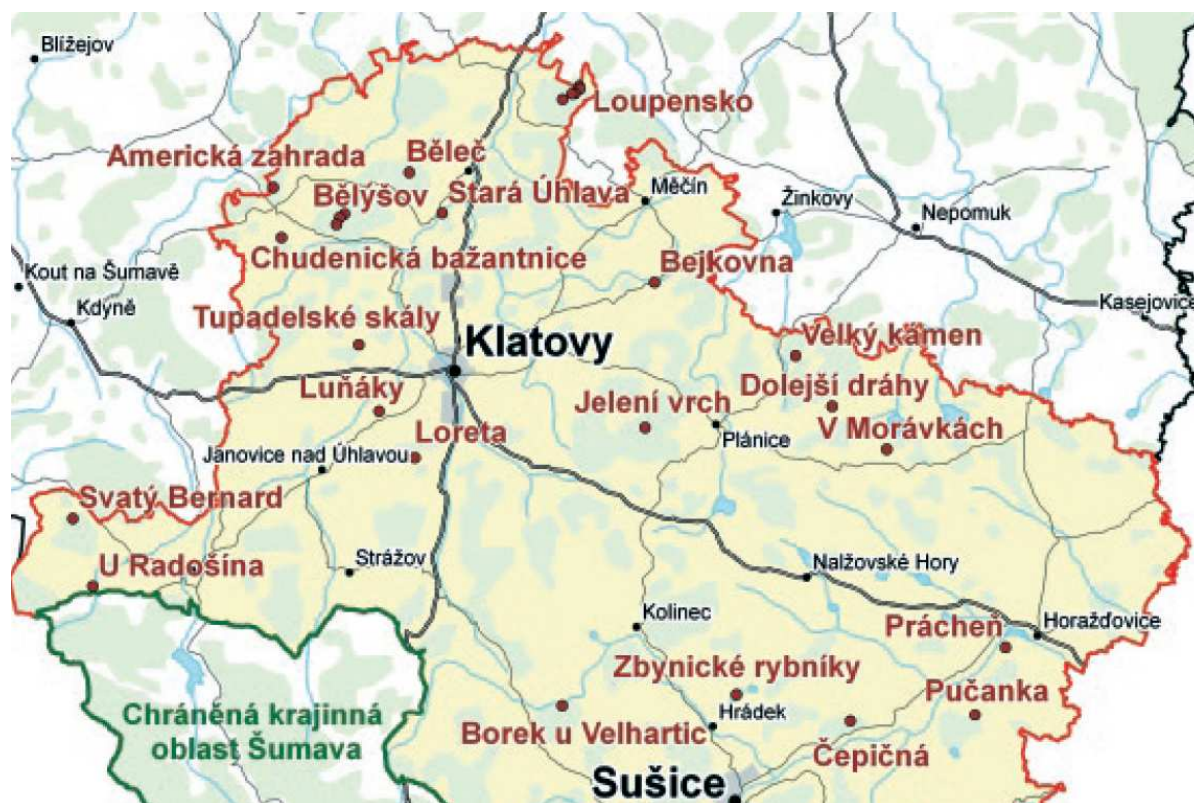 Blížejov
Loupensko
Americká zahrada
Běleč
Bělýšov
Stará Úhlava
Měčín
Žinkovy
Nepomuk
Chudenická bažantnice
Bejkovna
Kout na Šumavě
Kdyně
Kasejovice
Tupadelské skály
Klatovy
Velký kámen
Luňáky
Jelení vrch
Dolejší dráhy
Loreta
Plánice
V Morávkách
Janovice nad Úhlavou
Svatý Bernard
U Radošína
Strážov
Nalžovské Hory
Kolinec
Prácheň
Horažďovice
Zbynické rybníky
Pučanka
Chráněná krajinná
oblast Šumava
Borek u Velhartic
Hrádek
Čepičná
Sušice